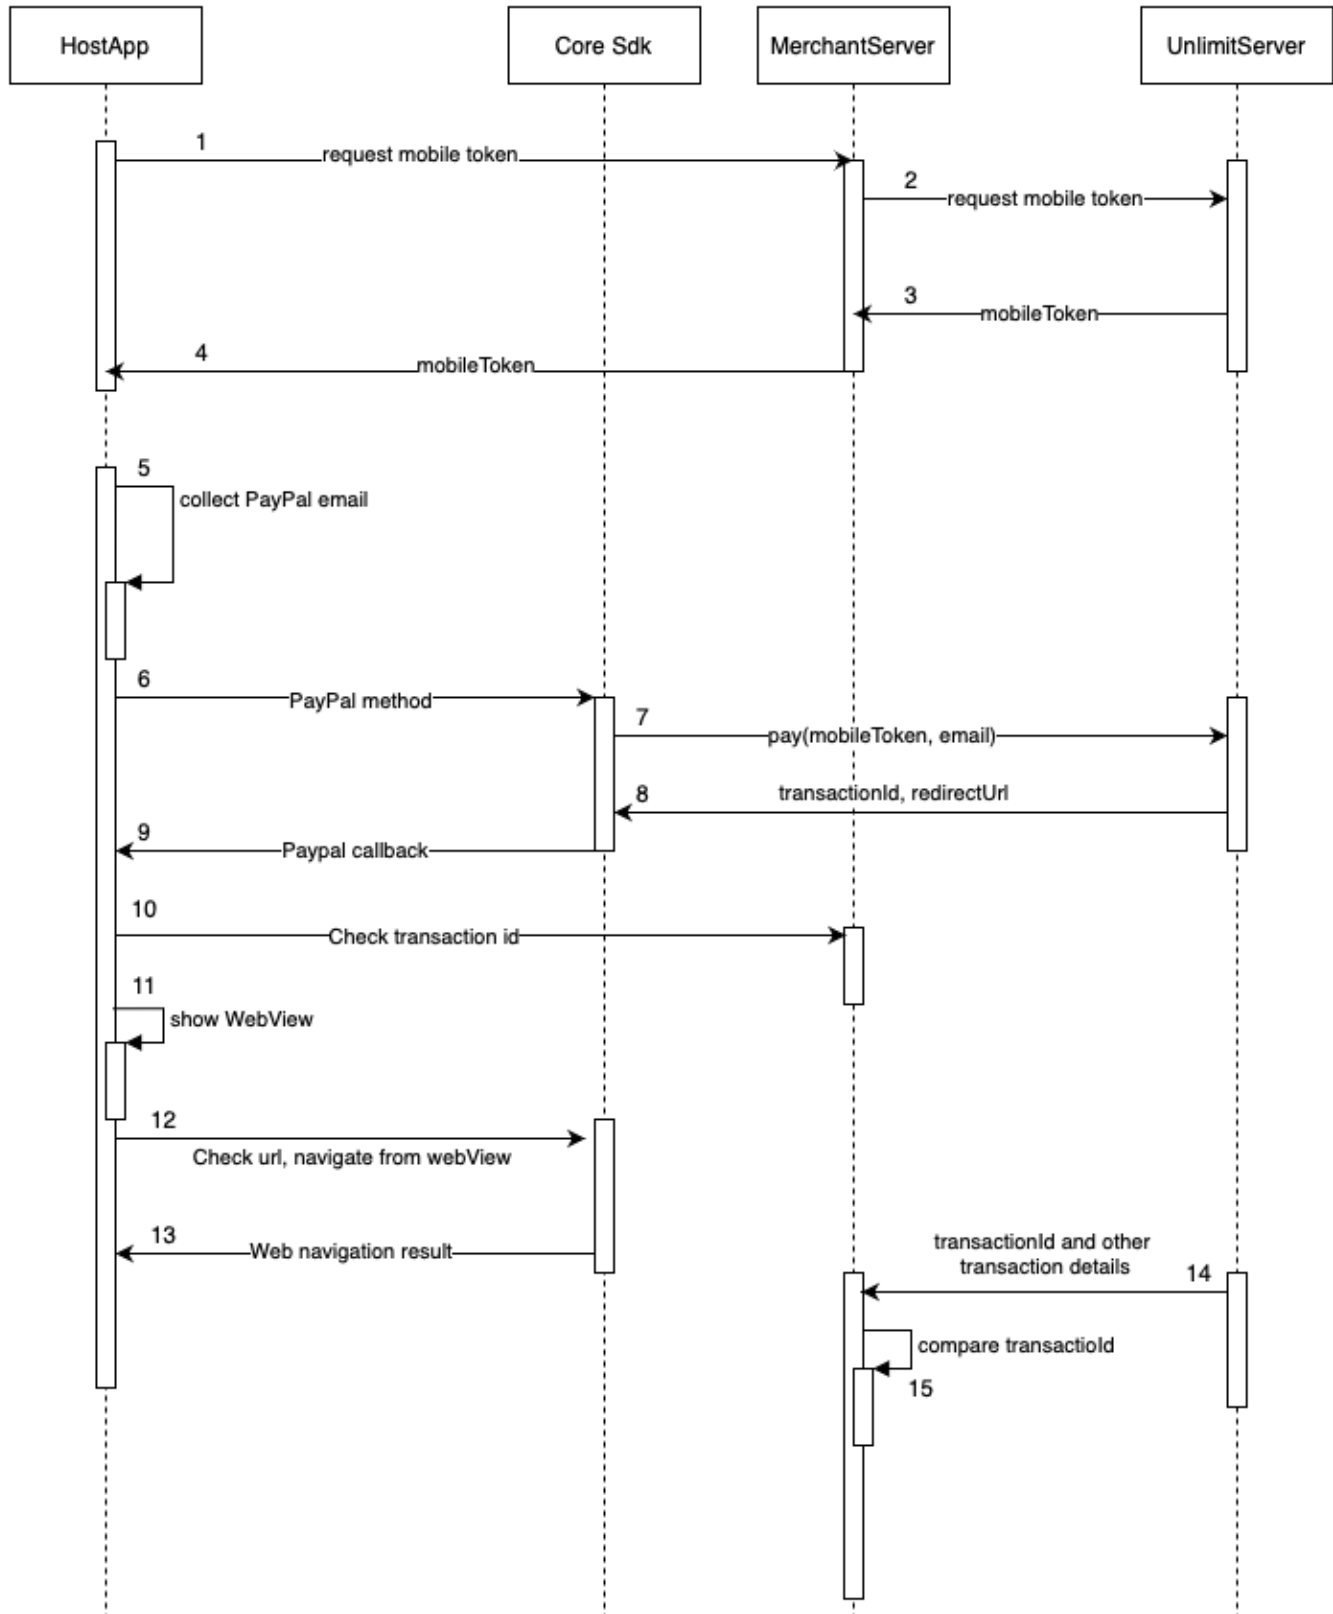 HostApp
Core Sdk
MerchantServer
UnlimitServer
1
request mobile token
2
request mobile token
3
mobileToken
4
mobileToken
5
collect PayPal email
6
PayPal method
7
pay(mobileToken, email)
8
transactionId, redirectUrl
9
Paypal callback
10
Check transaction id
11
show WebView
12
Check url, navigate from webView
13
Web navigation result
transactionId and other
transaction details
14
compare transactioId
15